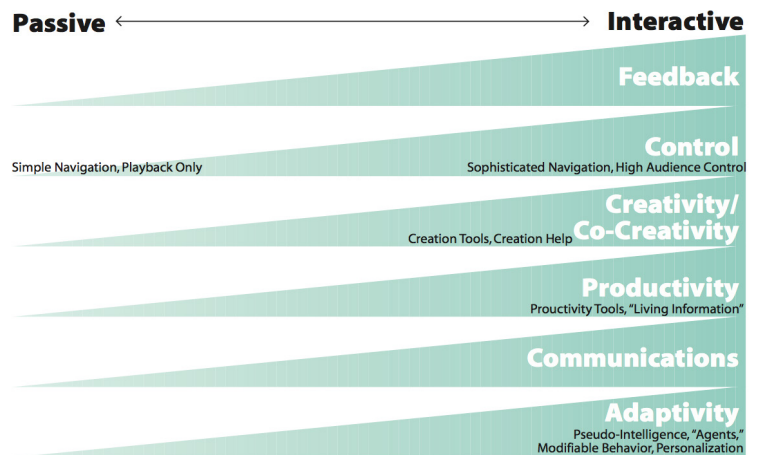 Passive
Interactive
Feedback
Control
Simple Navigation, Playback Only
Sophisticated Navigation, High Audience Control
Creativity/
Co-Creativity
Creation Tools, Creation Help
Productivity
Prouctivity Tools, “Living Information”
Communications
Adaptivity
Pseudo-Intelligence, “Agents,”
Modifiable Behavior, Personalization